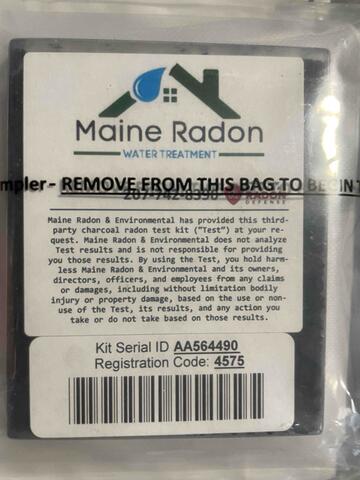 Maine Radon
WATER TREATMENT
mpler - REMOVE FROM THIS BAG TO BEGIN T
207-742-8398 RADON
DEFENSE
Maine Radon & Environmental has provided this third-
party charcoal radon test kit ("Test") at your re-
quest. Maine Radon & Environmental does not analyze
Test results and is not responsible for providing
you those results. By using the Test, you hold harm-
less Maine Radon & Environmental and its owners,
directors, officers, and employees from any claims
or damages, including without limitation bodily
injury or property damage, based on the use or non-
use of the Test, its results, and any action you
take or do not take based on those results.
Kit Serial ID AA564490
Registration Code: 4575